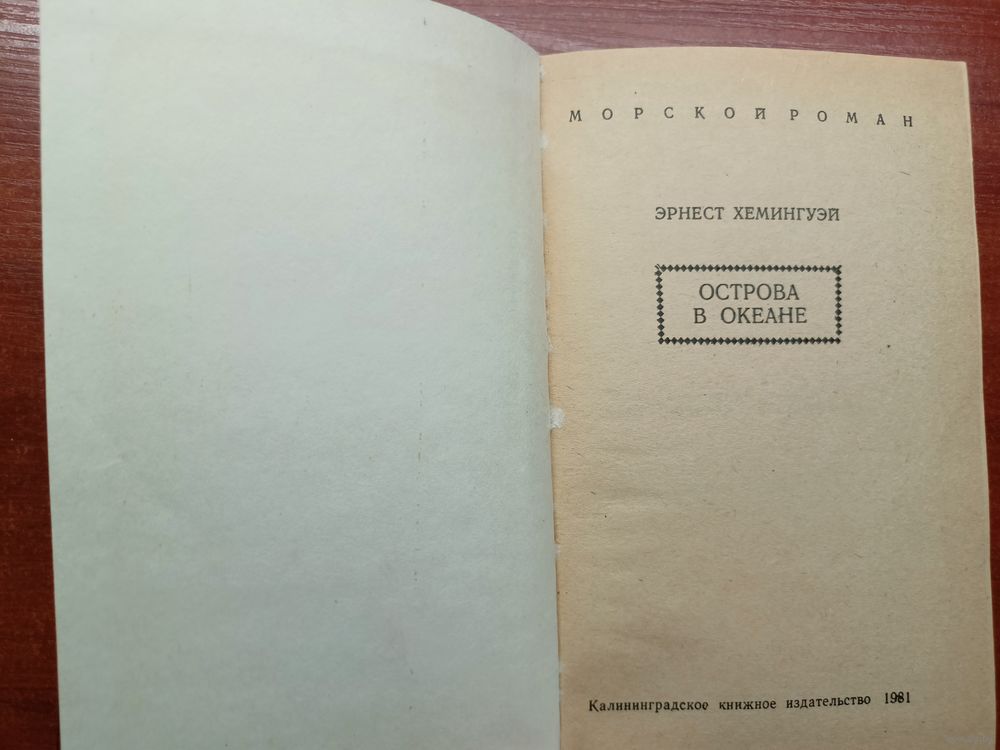 МОРСКОЙ РОМАН
ЭРНЕСТ ХЕМИНГУЭЙ
ОСТРОВА
В ОКЕАНЕ
Калининградское книжное издательство 1981